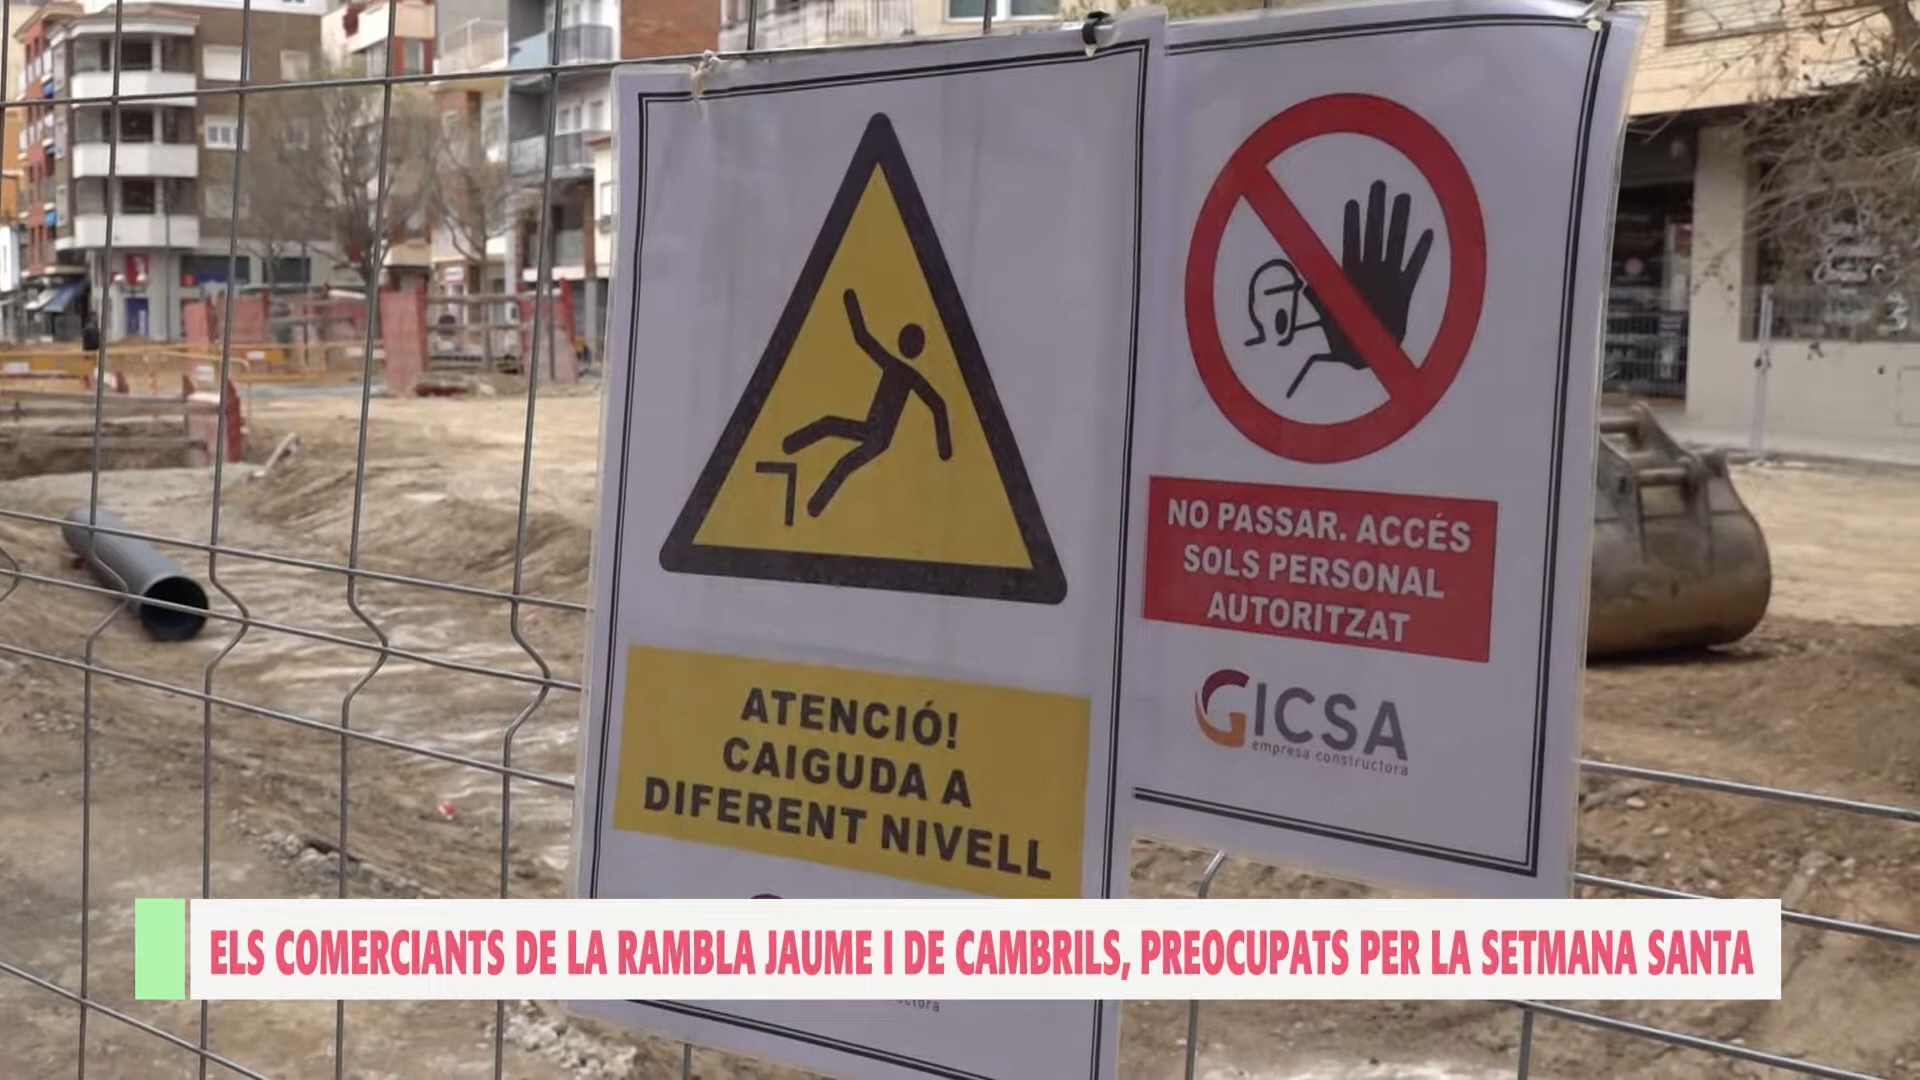 ATENCIÓ!
CAIGUDA A
DIFERENT NIVELL
NO PASSAR. ACCÉS
SOLS PERSONAL
AUTORITZAT
GICSA
empresa constructora
ELS COMERCIANTS DE LA RAMBLA JAUME I DE CAMBRILS, PREOCUPATS PER LA SETMANA SANTA